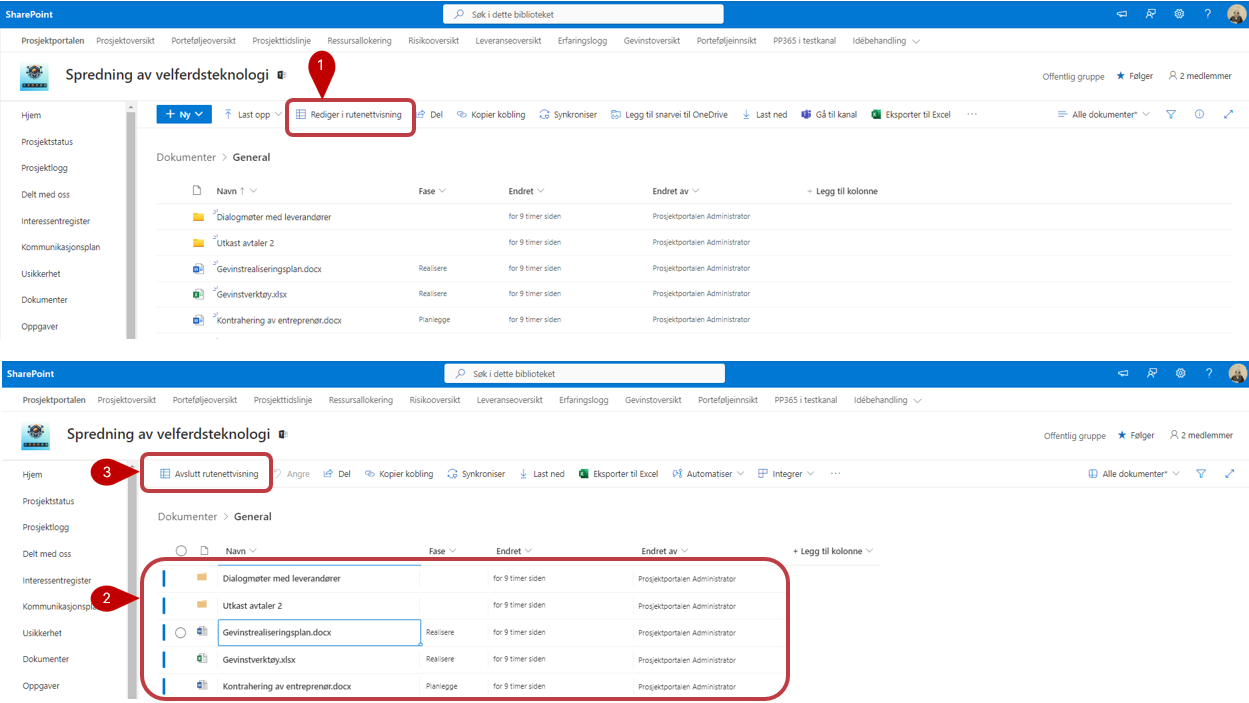 SharePoint
Søk i dette biblioteket
?
Prosjektportalen Prosjektoversikt Porteføljeoversikt Prosjekttidslinje Ressursallokering Risikooversikt Leveranseoversikt Erfaringslogg Gevinstoversikt Porteføljeinnsikt PP365 i testkanal Idébehandling
1
Spredning av velferdsteknologi
Offentlig gruppe Følger 2 medlemmer
Hjem
Prosjektstatus
Prosjektlogg
Delt med oss
Interessentregister
Kommunikasjonsplan
Usikkerhet
Dokumenter
Oppgaver
+ Ny Last opp Rediger i rutenettvisning Del Kopier kobling Synkroniser Legg til snarvei til OneDrive Last ned Gå til kanal Eksporter til Excel ... Alle dokumenter*
Dokumenter > General
Navn ↑ Fase Endret Endret av + Legg til kolonne
Dialogmøter med leverandører for 9 timer siden Prosjektportalen Administrator
Utkast avtaler 2 for 9 timer siden Prosjektportalen Administrator
Gevinstrealiseringsplan.docx Realisere for 9 timer siden Prosjektportalen Administrator
Gevinstverktøy.xlsx Realisere for 9 timer siden Prosjektportalen Administrator
Kontrahering av entreprenør.docx Planlegge for 9 timer siden Prosjektportalen Administrator
SharePoint
Søk i dette biblioteket
?
Prosjektportalen Prosjektoversikt Porteføljeoversikt Prosjekttidslinje Ressursallokering Risikooversikt Leveranseoversikt Erfaringslogg Gevinstoversikt Porteføljeinnsikt PP365 i testkanal Idébehandling
Spredning av velferdsteknologi
Offentlig gruppe Følger 2 medlemmer
3
Hjem
Prosjektstatus
Prosjektlogg
Delt med oss
Interessentregister
Kommunikasjonspla
Usikkerhet
Dokumenter
Oppgaver
Avslutt rutenettvisning Angre Del Kopier kobling Synkroniser Last ned Eksporter til Excel Automatiser Integrer ... Alle dokumenter*
Dokumenter > General
Navn Fase Endret Endret av + Legg til kolonne
2
Dialogmøter med leverandører for 9 timer siden Prosjektportalen Administrator
Utkast avtaler 2 for 9 timer siden Prosjektportalen Administrator
Gevinstrealiseringsplan.docx Realisere for 9 timer siden Prosjektportalen Administrator
Gevinstverktøy.xlsx Realisere for 9 timer siden Prosjektportalen Administrator
Kontrahering av entreprenør.docx Planlegge for 9 timer siden Prosjektportalen Administrator